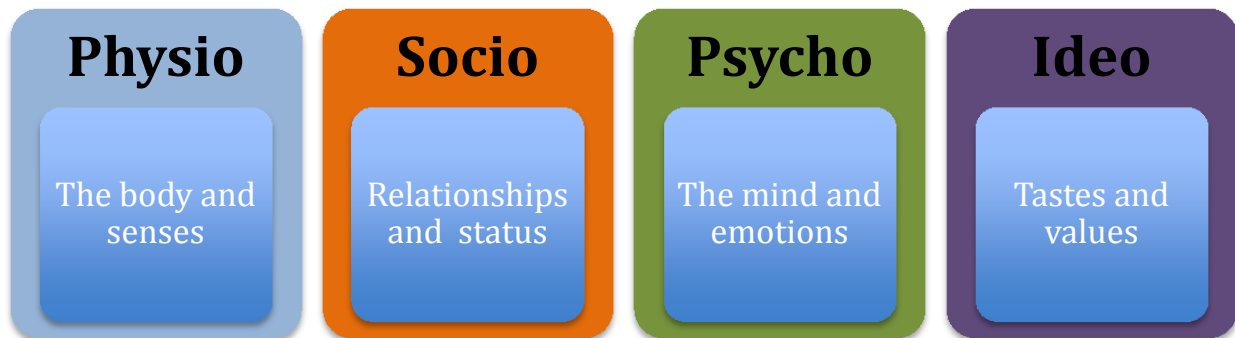 Physio
The body and
senses
Socio
Relationships
and status
Psycho
The mind and
emotions
Ideo
Tastes and
values